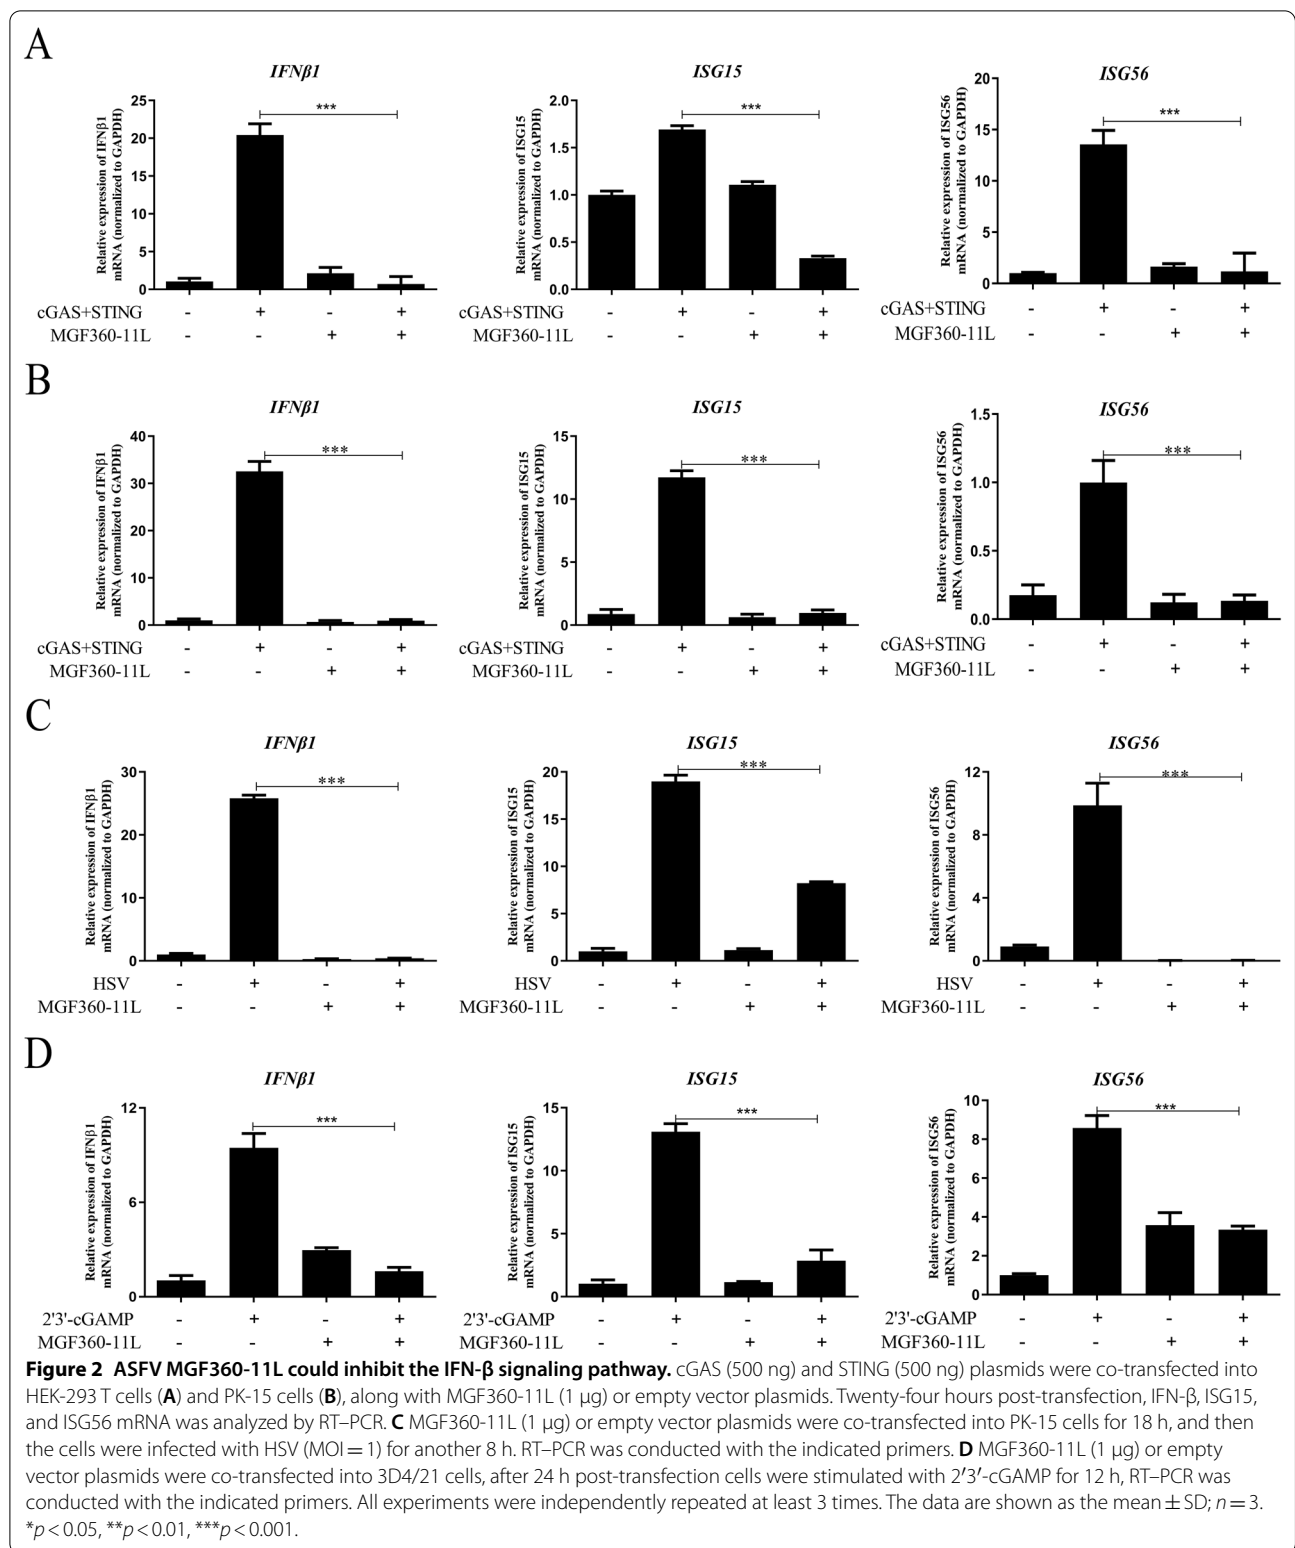 A
IFNβ1
Relative expression of IFNβ1
mRNA (normalized to GAPDH)
25
20
15
10
5
0
***
cGAS+STING - + - +
MGF360-11L - - + +
ISG15
Relative expression of ISG15
mRNA (normalized to GAPDH)
2.0
1.5
1.0
0.5
0.0
***
cGAS+STING - + - +
MGF360-11L - - + +
ISG56
Relative expression of ISG56
mRNA (normalized to GAPDH)
20
15
10
5
0
***
cGAS+STING - + - +
MGF360-11L - - + +
B
IFNβ1
Relative expression of IFNβ1
mRNA (normalized to GAPDH)
40
30
20
10
0
***
cGAS+STING - + - +
MGF360-11L - - + +
ISG15
Relative expression of ISG15
mRNA (normalized to GAPDH)
15
10
5
0
***
cGAS+STING - + - +
MGF360-11L - - + +
ISG56
Relative expression of ISG56
mRNA (normalized to GAPDH)
1.5
1.0
0.5
0.0
***
cGAS+STING - + - +
MGF360-11L - - + +
C
IFNβ1
Relative expression of IFNβ1
mRNA (normalized to GAPDH)
30
20
10
0
***
HSV - + - +
MGF360-11L - - + +
ISG15
Relative expression of ISG15
mRNA (normalized to GAPDH)
20
15
10
5
0
***
HSV - + - +
MGF360-11L - - + +
ISG56
Relative expression of ISG56
mRNA (normalized to GAPDH)
12
8
4
0
***
HSV - + - +
MGF360-11L - - + +
D
IFNβ1
Relative expression of IFNβ1
mRNA (normalized to GAPDH)
12
6
0
***
2'3'-cGAMP - + - +
MGF360-11L - - + +
ISG15
Relative expression of ISG15
mRNA (normalized to GAPDH)
15
10
5
0
***
2'3'-cGAMP - + - +
MGF360-11L - - + +
ISG56
Relative expression of ISG56
mRNA (normalized to GAPDH)
10
8
6
4
2
0
***
2'3'-cGAMP - + - +
MGF360-11L - - + +
Figure 2 ASFV MGF360-11L could inhibit the IFN-β signaling pathway. cGAS (500 ng) and STING (500 ng) plasmids were co-transfected into
HEK-293 T cells (A) and PK-15 cells (B), along with MGF360-11L (1 μg) or empty vector plasmids. Twenty-four hours post-transfection, IFN-β, ISG15,
and ISG56 mRNA was analyzed by RT–PCR. C MGF360-11L (1 μg) or empty vector plasmids were co-transfected into PK-15 cells for 18 h, and then
the cells were infected with HSV (MOI = 1) for another 8 h. RT–PCR was conducted with the indicated primers. D MGF360-11L (1 μg) or empty
vector plasmids were co-transfected into 3D4/21 cells, after 24 h post-transfection cells were stimulated with 2′3′-cGAMP for 12 h, RT–PCR was
conducted with the indicated primers. All experiments were independently repeated at least 3 times. The data are shown as the mean ± SD; n = 3.
*p < 0.05, **p < 0.01, ***p < 0.001.